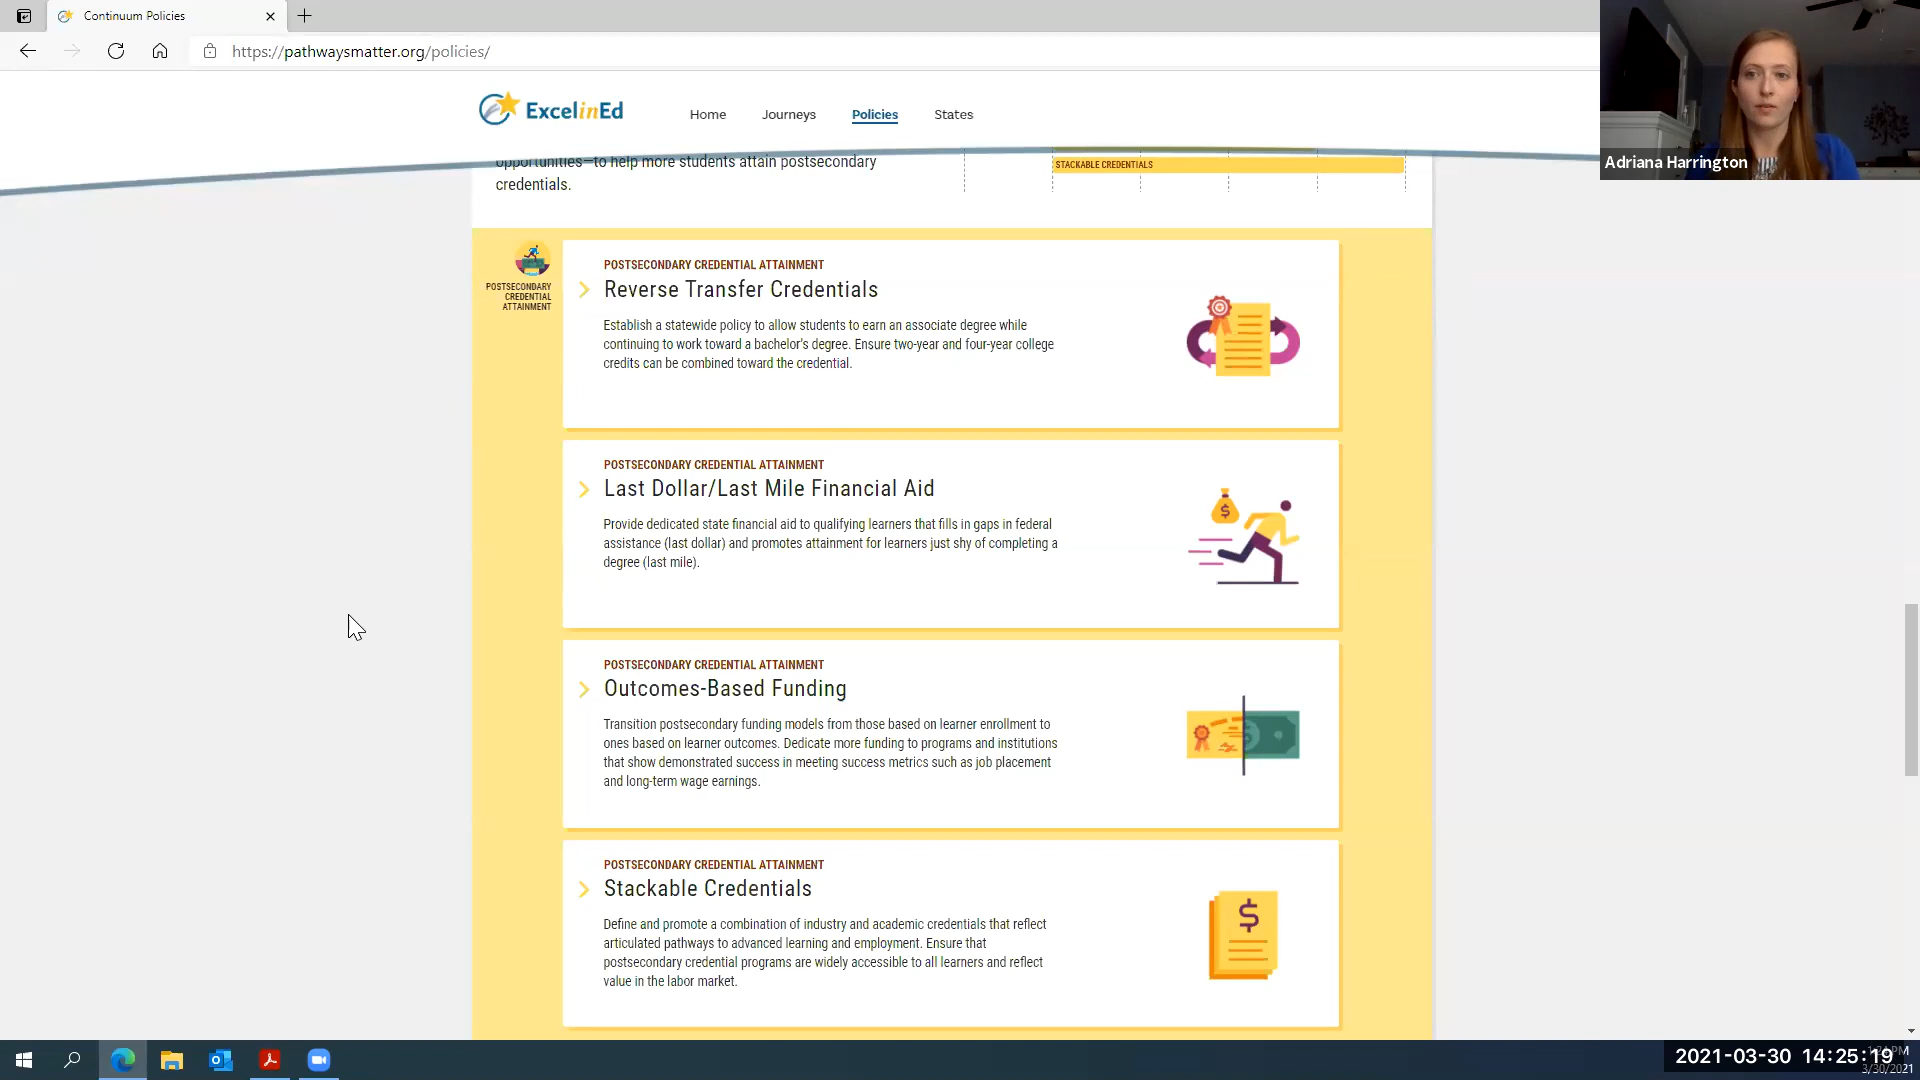 Continuum Policies
https://pathwaysmatter.org/policies/
ExcelinEd
Home
Journeys
Policies
States
Adriana Harrington
opportunities—to help more students attain postsecondary
credentials.
STACKABLE CREDENTIALS
POSTSECONDARY
CREDENTIAL
ATTAINMENT
POSTSECONDARY CREDENTIAL ATTAINMENT
Reverse Transfer Credentials
Establish a statewide policy to allow students to earn an associate degree while
continuing to work toward a bachelor's degree. Ensure two-year and four-year college
credits can be combined toward the credential.
POSTSECONDARY CREDENTIAL ATTAINMENT
Last Dollar/Last Mile Financial Aid
Provide dedicated state financial aid to qualifying learners that fills in gaps in federal
assistance (last dollar) and promotes attainment for learners just shy of completing a
degree (last mile).
$
POSTSECONDARY CREDENTIAL ATTAINMENT
Outcomes-Based Funding
Transition postsecondary funding models from those based on learner enrollment to
ones based on learner outcomes. Dedicate more funding to programs and institutions
that show demonstrated success in meeting success metrics such as job placement
and long-term wage earnings.
POSTSECONDARY CREDENTIAL ATTAINMENT
Stackable Credentials
Define and promote a combination of industry and academic credentials that reflect
articulated pathways to advanced learning and employment. Ensure that
postsecondary credential programs are widely accessible to all learners and reflect
value in the labor market.
$
2021-03-30 14:25:19
3/30/2021